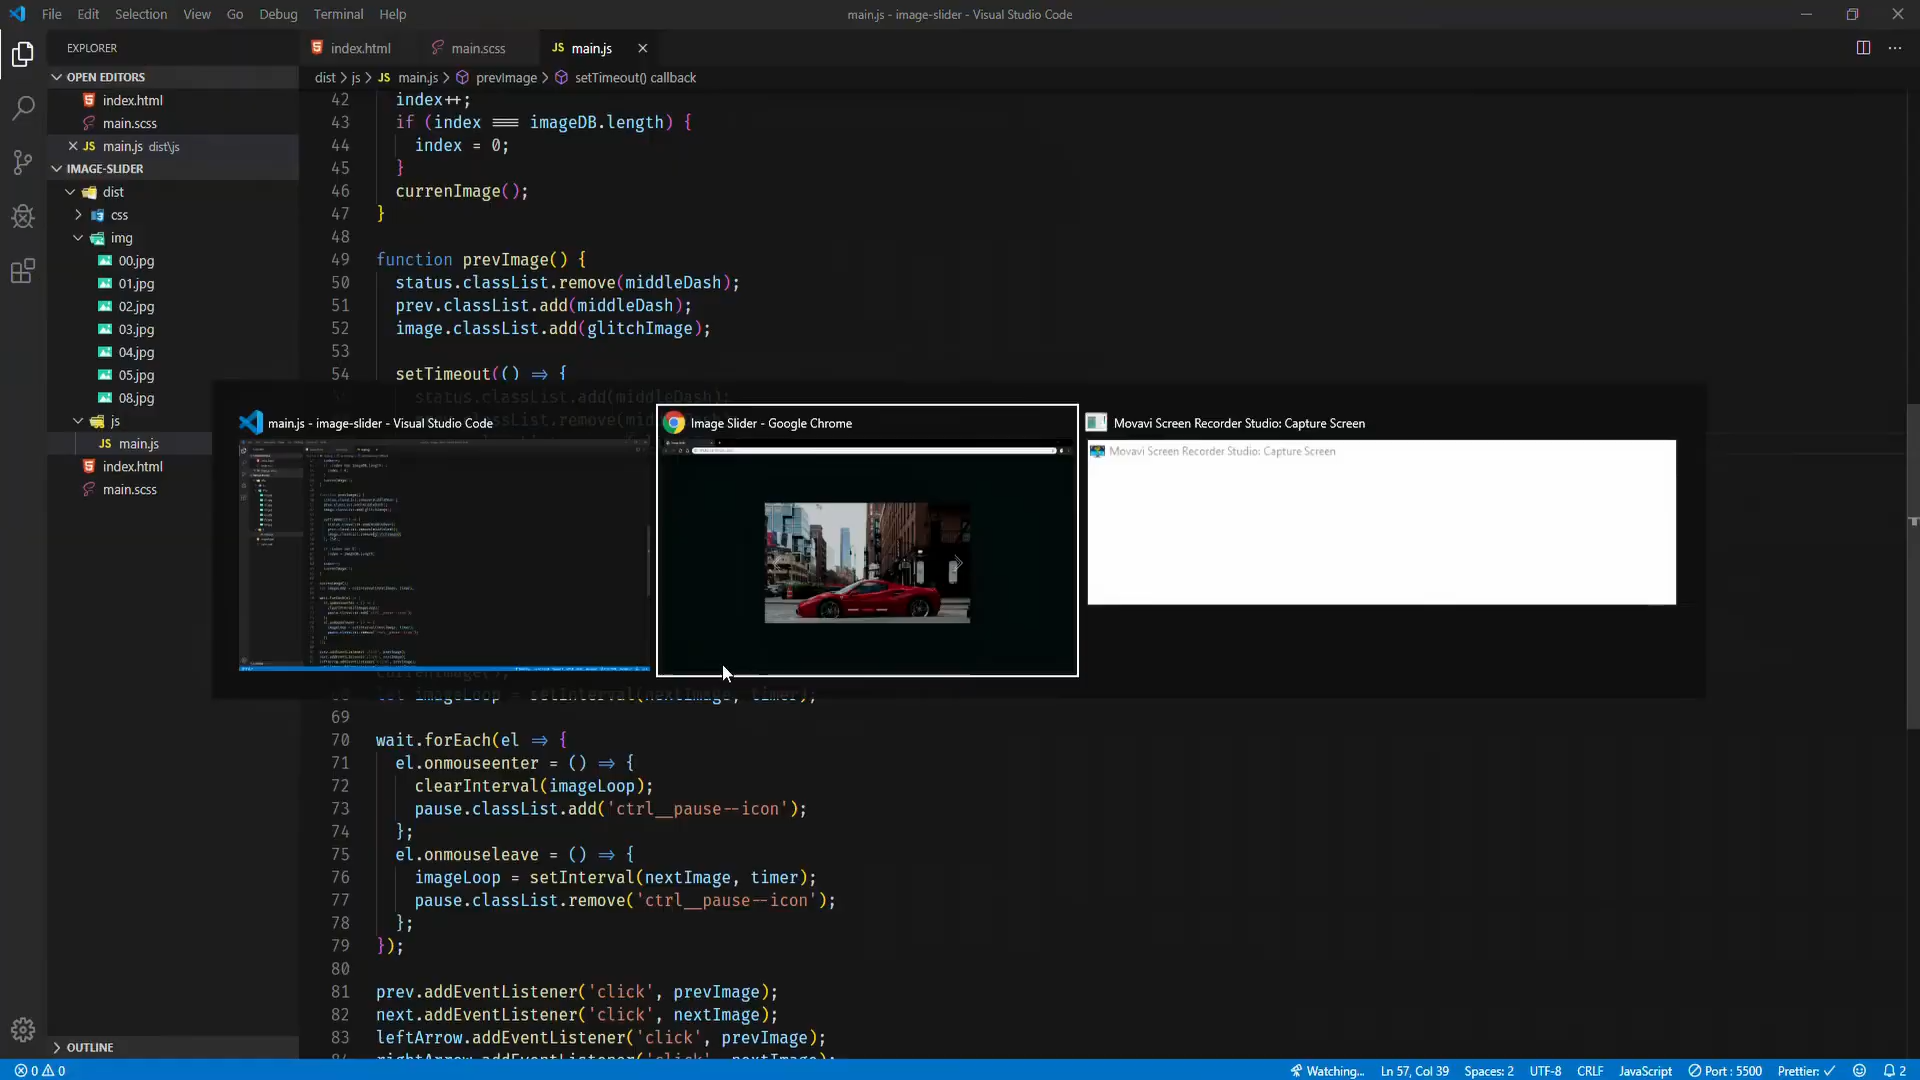 File Edit Selection View Go Debug Terminal Help
main.js - image-slider - Visual Studio Code
EXPLORER
index.html
main.scss
JS main.js
OPEN EDITORS
index.html
main.scss
JS main.js dist\js
IMAGE-SLIDER
dist
css
img
00.jpg
01.jpg
02.jpg
03.jpg
04.jpg
05.jpg
08.jpg
js
JS main.js
index.html
main.scss
OUTLINE
dist > js > JS main.js > prevImage > setTimeout() callback
42 index++;
43 if (index === imageDB.length) {
44 index = 0;
45 }
46 currenImage();
47 }
48
49 function prevImage() {
50 status.classList.remove(middleDash);
51 prev.classList.add(middleDash);
52 image.classList.add(glitchImage);
53
54 setTimeout(() => {
status.classList.add(middleDash);
main.js - image-slider - Visual Studio Code
Image Slider - Google Chrome
Movavi Screen Recorder Studio: Capture Screen
Movavi Screen Recorder Studio: Capture Screen
currenImage();
let imageLoop = setInterval(nextImage, timer);
69
70 wait.forEach(el => {
71 el.onmouseenter = () => {
72 clearInterval(imageLoop);
73 pause.classList.add('ctrl__pause--icon');
74 };
75 el.onmouseleave = () => {
76 imageLoop = setInterval(nextImage, timer);
77 pause.classList.remove('ctrl__pause--icon');
78 };
79 });
80
81 prev.addEventListener('click', prevImage);
82 next.addEventListener('click', nextImage);
83 leftArrow.addEventListener('click', prevImage);
rightArrow.addEventListener('click', nextImage);
0 0
Watching... Ln 57, Col 39 Spaces: 2 UTF-8 CRLF JavaScript Port : 5500 Prettier: ✓ 2